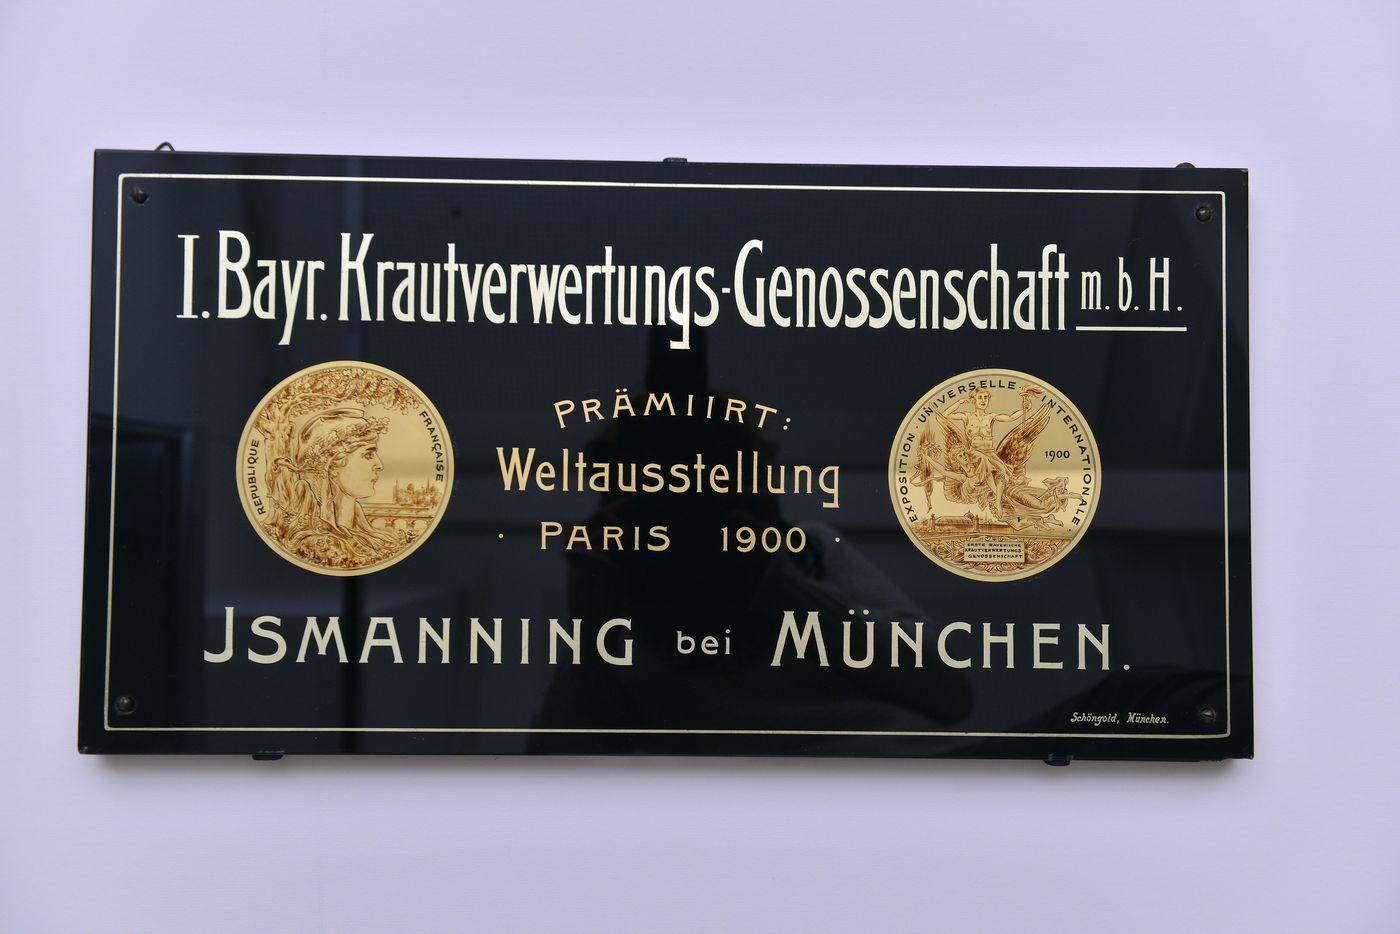 I. Bayr. Krautverwertungs-Genossenschaft m.b.H.
PRÄMIIRT:
Weltausstellung
· PARIS 1900 ·
REPUBLIQUE FRANÇAISE
EXPOSITION · UNIVERSELLE · INTERNATIONALE
1900
ERSTE BAYERISCHE
KRAUTVERWERTUNGS
GENOSSENSCHAFT
JSMANNING bei MÜNCHEN.
Schöngold, München.